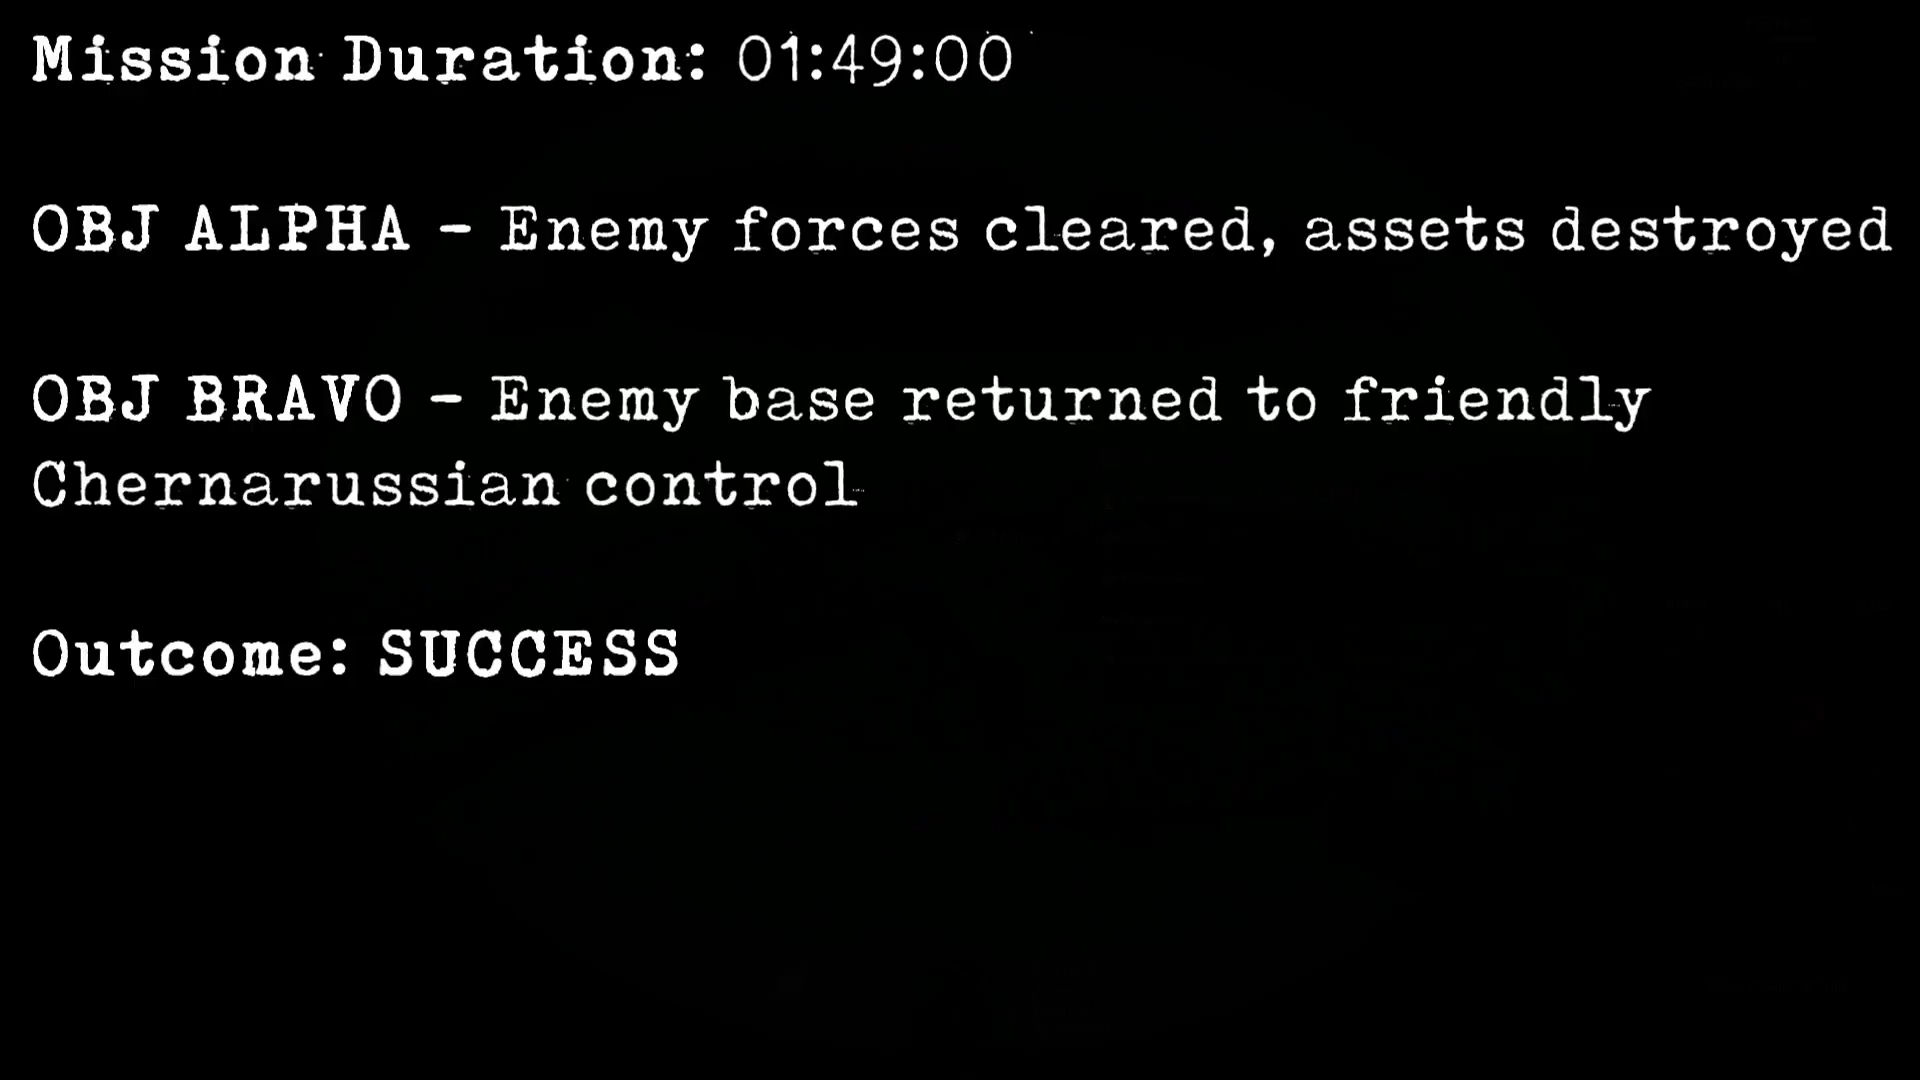 Mission Duration: 01:49:00
OBJ ALPHA - Enemy forces cleared, assets destroyed
OBJ BRAVO - Enemy base returned to friendly
Chernarussian control
Outcome: SUCCESS